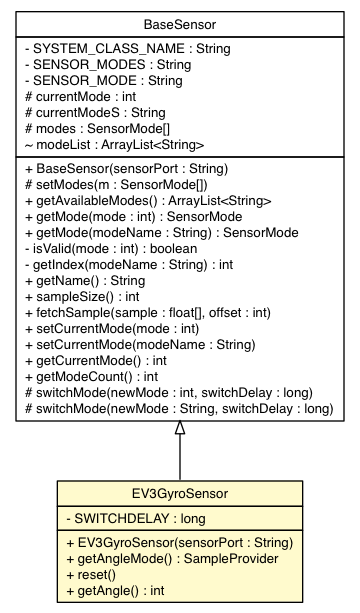 BaseSensor
- SYSTEM_CLASS_NAME : String
- SENSOR_MODES : String
- SENSOR_MODE : String
# currentMode : int
# currentModeS : String
# modes : SensorMode[]
~ modeList : ArrayList<String>
+ BaseSensor(sensorPort : String)
# setModes(m : SensorMode[])
+ getAvailableModes() : ArrayList<String>
+ getMode(mode : int) : SensorMode
+ getMode(modeName : String) : SensorMode
- isValid(mode : int) : boolean
- getIndex(modeName : String) : int
+ getName() : String
+ sampleSize() : int
+ fetchSample(sample : float[], offset : int)
+ setCurrentMode(mode : int)
+ setCurrentMode(modeName : String)
+ getCurrentMode() : int
+ getModeCount() : int
# switchMode(newMode : int, switchDelay : long)
# switchMode(newMode : String, switchDelay : long)
EV3GyroSensor
- SWITCHDELAY : long
+ EV3GyroSensor(sensorPort : String)
+ getAngleMode() : SampleProvider
+ reset()
+ getAngle() : int